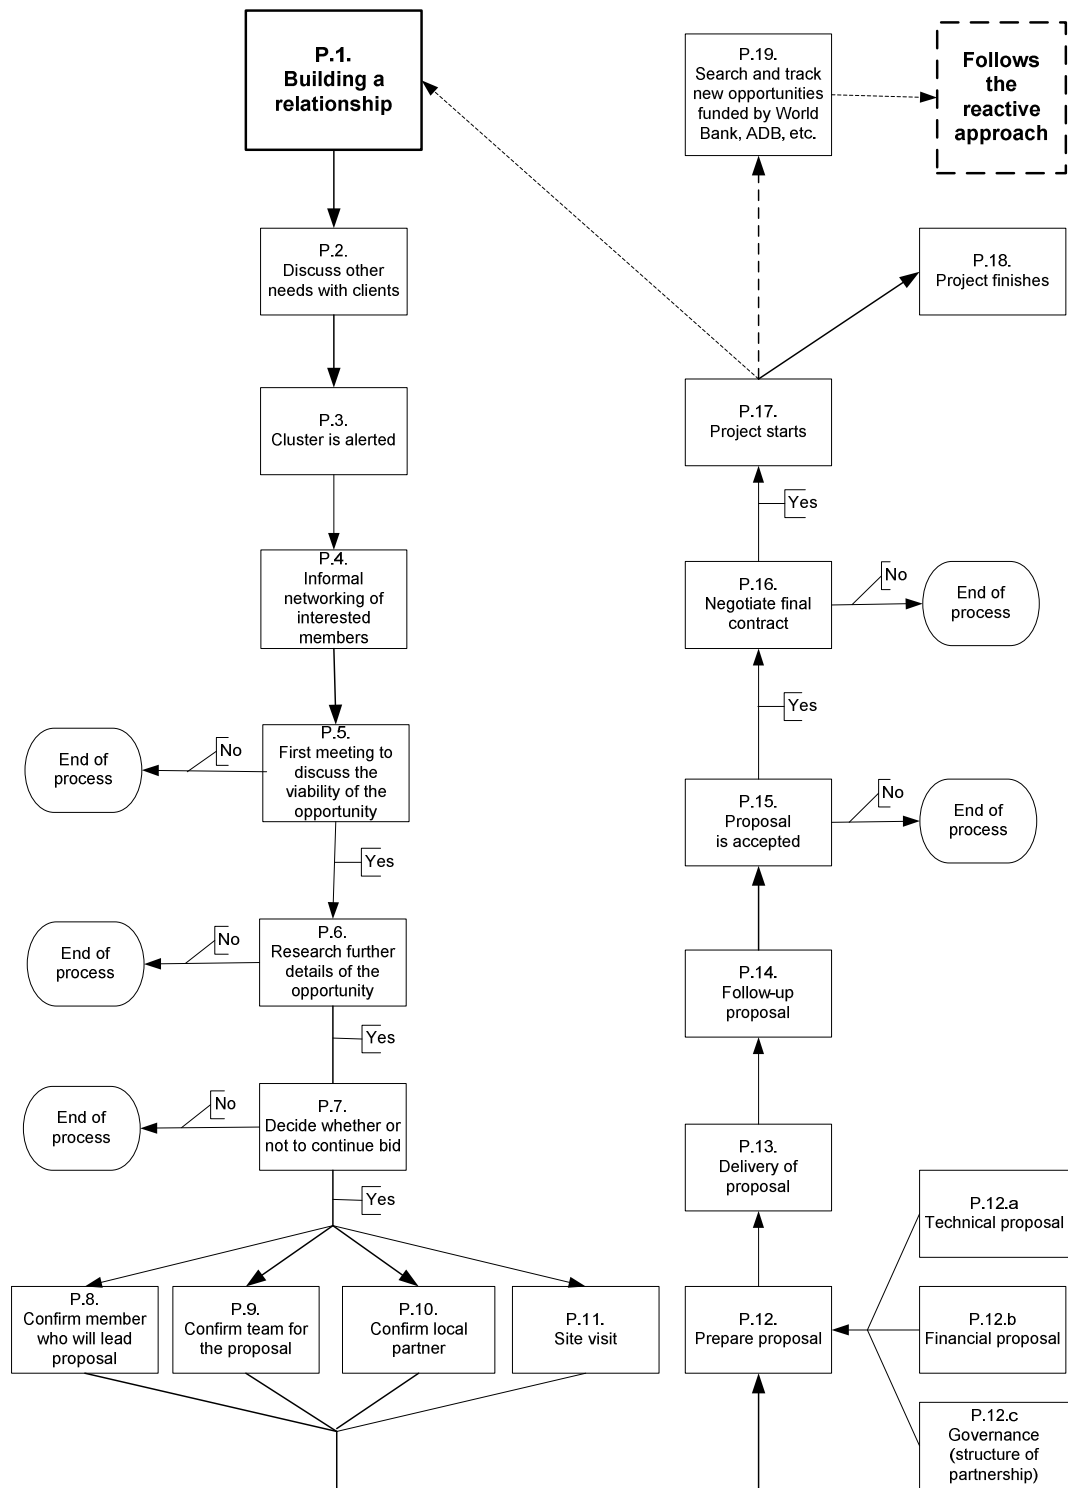 P.1.
Building a
relationship
P.2.
Discuss other
needs with clients
P.3.
Cluster is alerted
P.4.
Informal
networking of
interested
members
P.5.
First meeting to
discuss the
viability of the
opportunity
No
End of
process
Yes
P.6.
Research further
details of the
opportunity
No
End of
process
Yes
P.7.
Decide whether or
not to continue bid
No
End of
process
Yes
P.8.
Confirm member
who will lead
proposal
P.9.
Confirm team for
the proposal
P.10.
Confirm local
partner
P.11.
Site visit
P.12.
Prepare proposal
P.12.a
Technical proposal
P.12.b
Financial proposal
P.12.c
Governance
(structure of
partnership)
P.13.
Delivery of
proposal
P.14.
Follow-up
proposal
P.15.
Proposal
is accepted
No
End of
process
Yes
P.16.
Negotiate final
contract
No
End of
process
Yes
P.17.
Project starts
P.18.
Project finishes
P.19.
Search and track
new opportunities
funded by World
Bank, ADB, etc.
Follows
the
reactive
approach